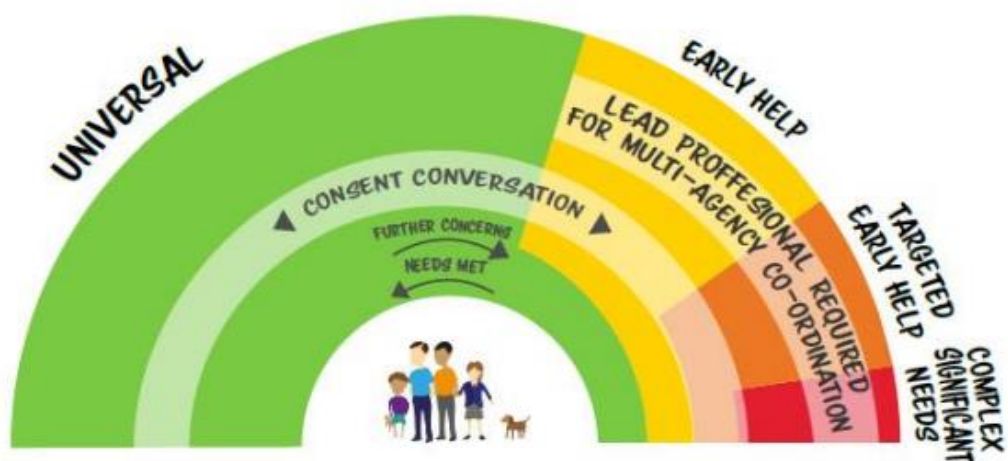 UNIVERSAL
EARLY HELP
LEAD PROFFESIONAL REQUIRED
FOR MULTI-AGENCY CO-ORDINATION
TARGETED
EARLY HELP
COMPLEX
SIGNIFICANT
NEEDS
CONSENT CONVERSATION
FURTHER CONCERNS
NEEDS MET